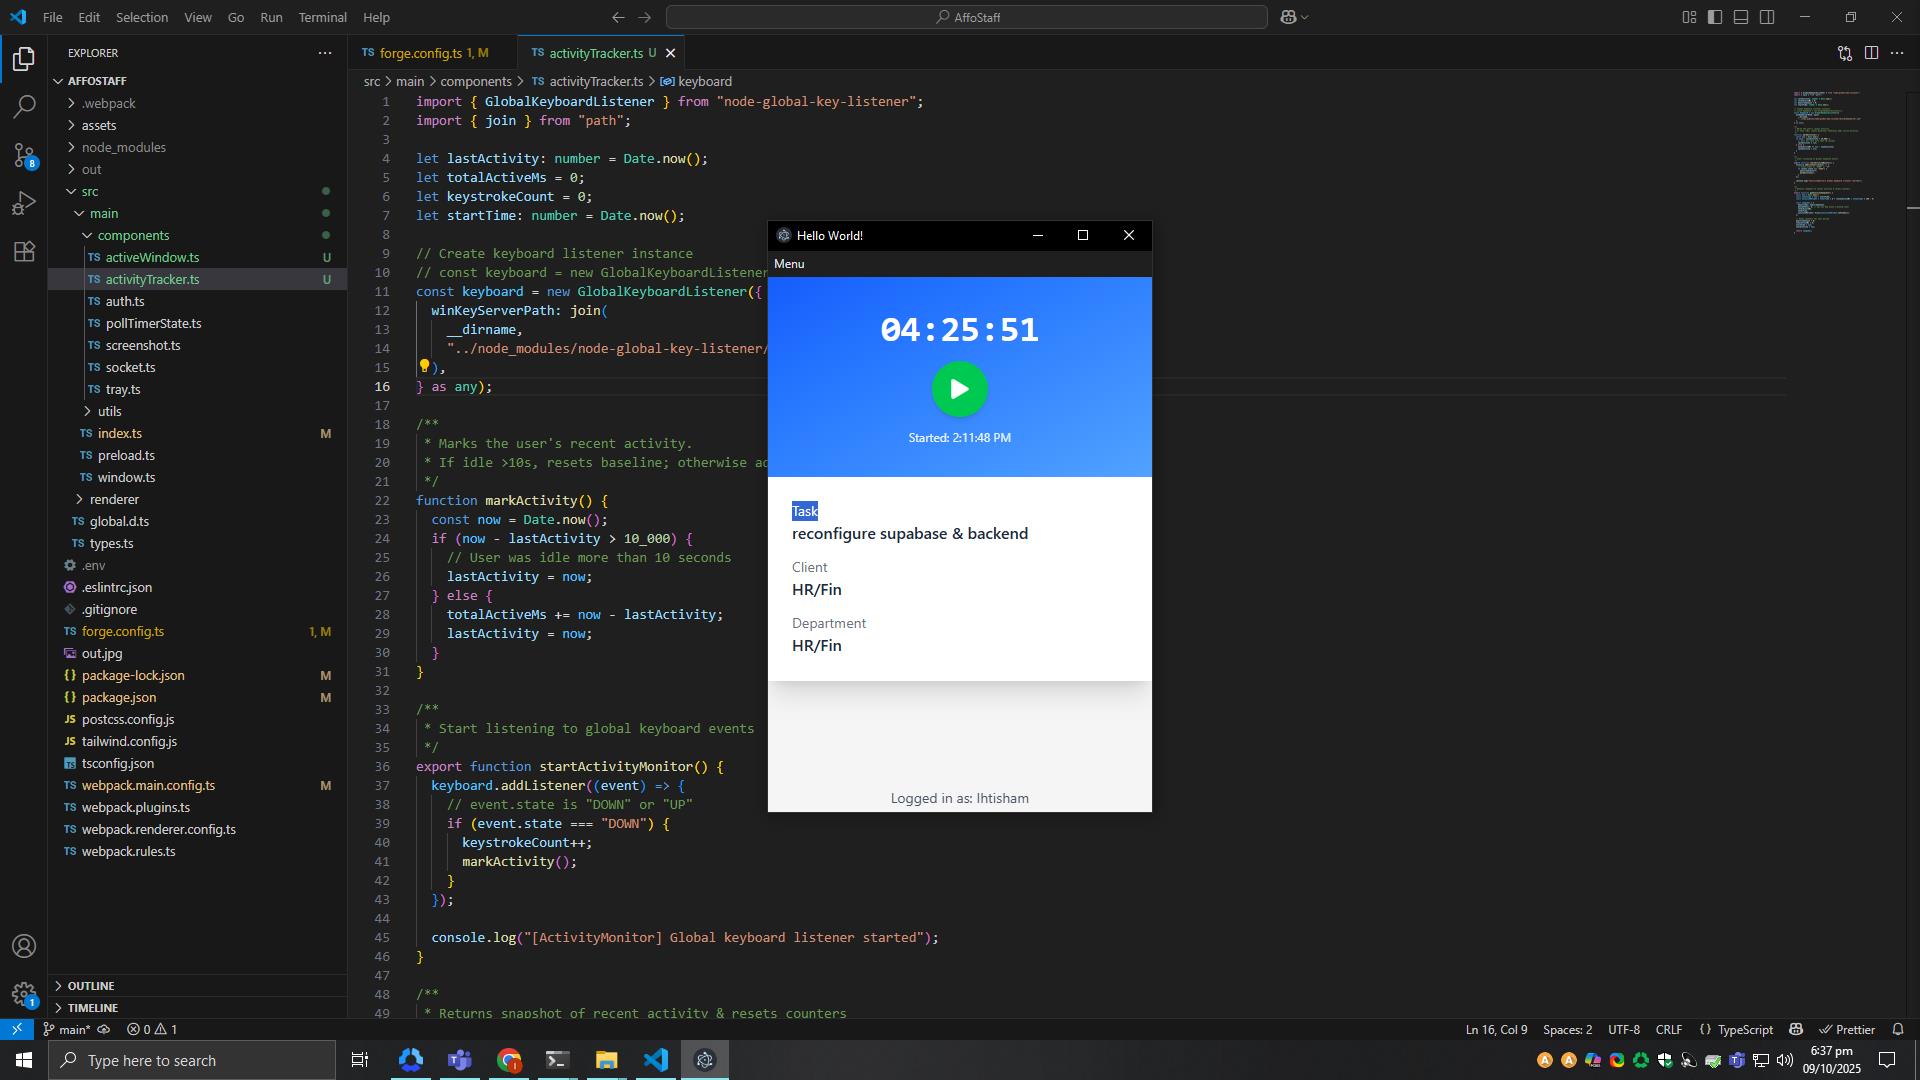 File Edit Selection View Go Run Terminal Help
AffoStaff
EXPLORER
AFFOSTAFF
.webpack
assets
node_modules
out
src
main
components
TS activeWindow.ts U
TS activityTracker.ts U
TS auth.ts
TS pollTimerState.ts
TS screenshot.ts
TS socket.ts
TS tray.ts
utils
TS index.ts M
TS preload.ts
TS window.ts
renderer
TS global.d.ts
TS types.ts
.env
.eslintrc.json
.gitignore
TS forge.config.ts 1, M
out.jpg
{} package-lock.json M
{} package.json M
JS postcss.config.js
JS tailwind.config.js
tsconfig.json
TS webpack.main.config.ts M
TS webpack.plugins.ts
TS webpack.renderer.config.ts
TS webpack.rules.ts
OUTLINE
TIMELINE
8
1
TS forge.config.ts 1, M
TS activityTracker.ts U
src > main > components > TS activityTracker.ts > keyboard
1 import { GlobalKeyboardListener } from "node-global-key-listener";
2 import { join } from "path";
3
4 let lastActivity: number = Date.now();
5 let totalActiveMs = 0;
6 let keystrokeCount = 0;
7 let startTime: number = Date.now();
8
9 // Create keyboard listener instance
10 // const keyboard = new GlobalKeyboardListener
11 const keyboard = new GlobalKeyboardListener({
12 winKeyServerPath: join(
13 __dirname,
14 "../node_modules/node-global-key-listener/
15 ),
16 } as any);
17
18 /**
19 * Marks the user's recent activity.
20 * If idle >10s, resets baseline; otherwise ad
21 */
22 function markActivity() {
23 const now = Date.now();
24 if (now - lastActivity > 10_000) {
25 // User was idle more than 10 seconds
26 lastActivity = now;
27 } else {
28 totalActiveMs += now - lastActivity;
29 lastActivity = now;
30 }
31 }
32
33 /**
34 * Start listening to global keyboard events
35 */
36 export function startActivityMonitor() {
37 keyboard.addListener((event) => {
38 // event.state is "DOWN" or "UP"
39 if (event.state === "DOWN") {
40 keystrokeCount++;
41 markActivity();
42 }
43 });
44
45 console.log("[ActivityMonitor] Global keyboard listener started");
46 }
47
48 /**
49 * Returns snapshot of recent activity & resets counters
Hello World!
Menu
04:25:51
Started: 2:11:48 PM
Task
reconfigure supabase & backend
Client
HR/Fin
Department
HR/Fin
Logged in as: Ihtisham
main* 0 1
Ln 16, Col 9 Spaces: 2 UTF-8 CRLF {} TypeScript Prettier
Type here to search
6:37 pm
09/10/2025